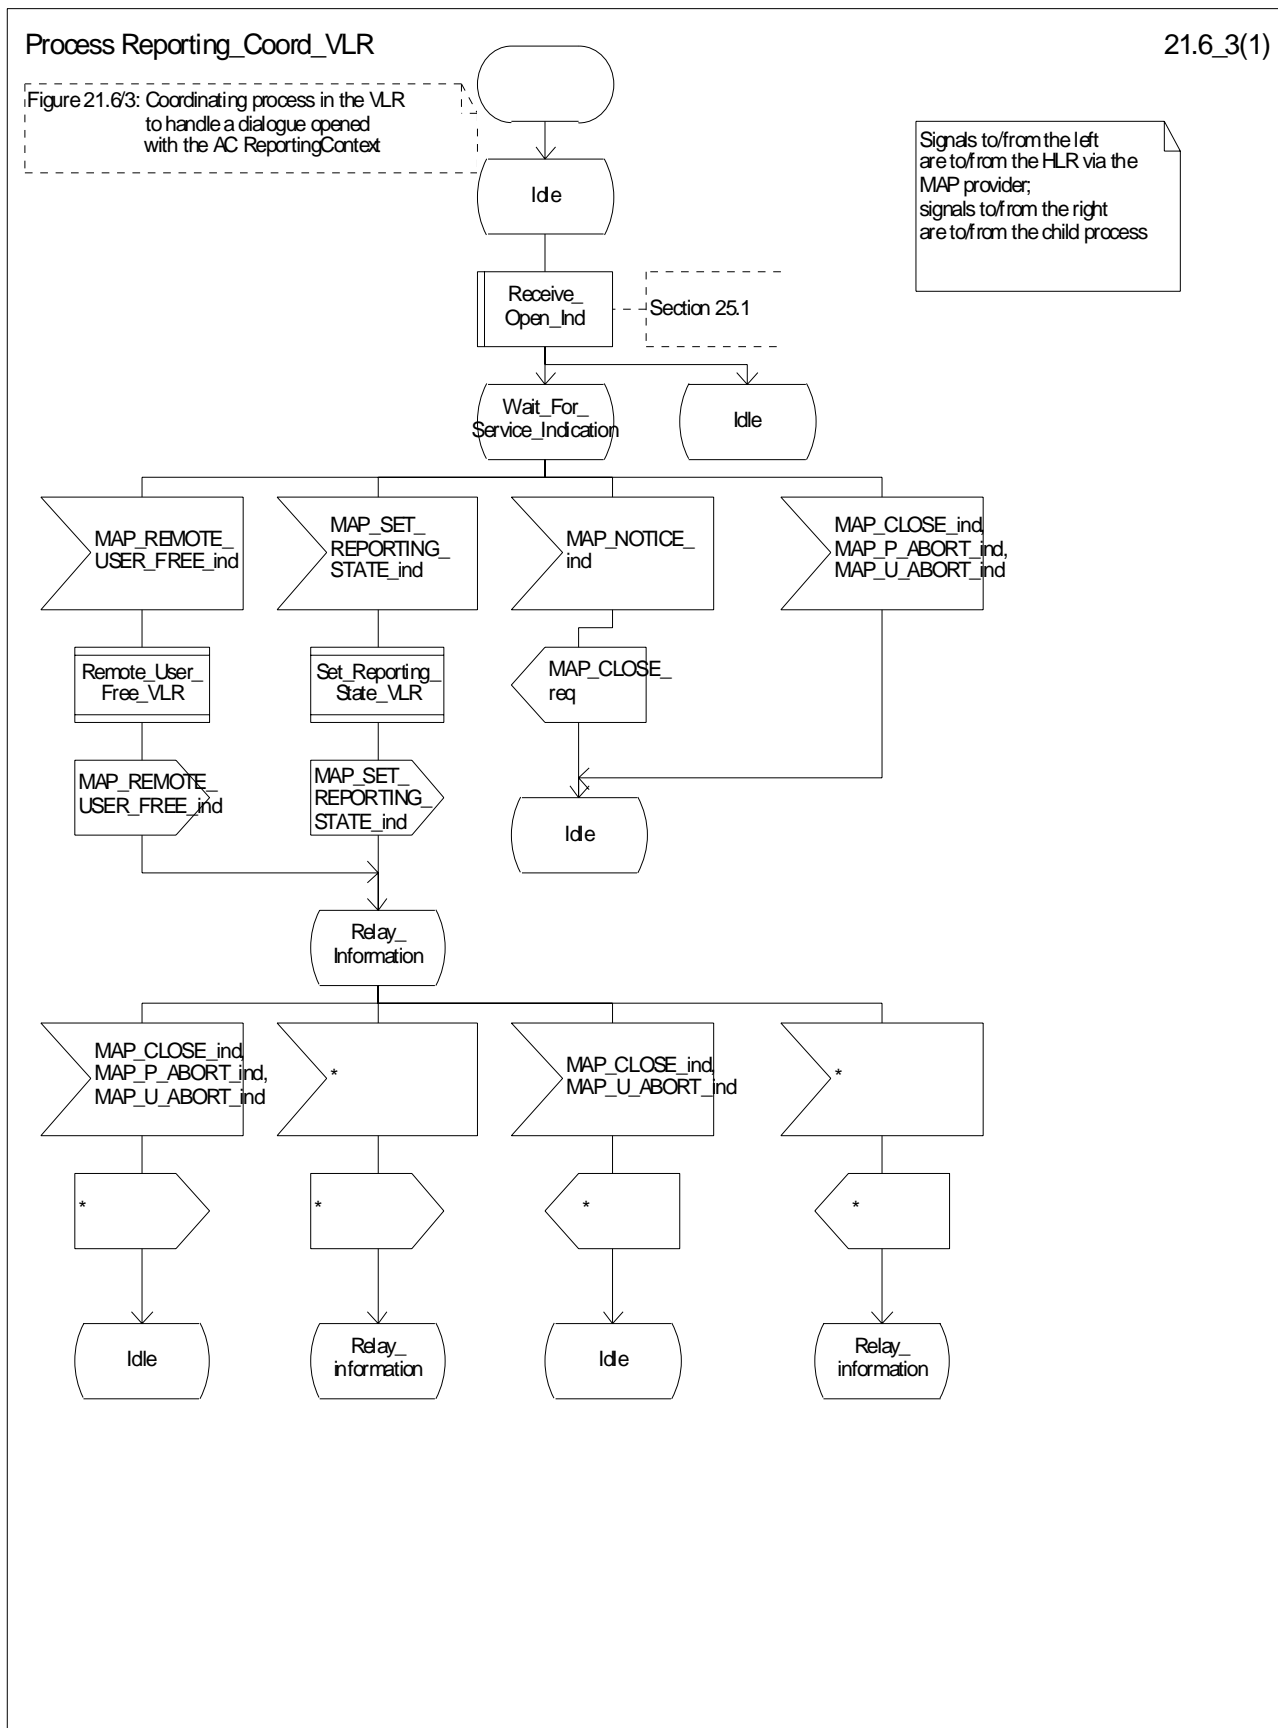 Process Reporting_Coord_VLR
21.6_3(1)
Figure 21.6/3: Coordinating process in the VLR
to handle a dialogue opened
with the AC ReportingContext
Signals to/from the left
are to/from the HLR via the
MAP provider;
signals to/from the right
are to/from the child process
Idle
Receive_
Open_Ind
Section 25.1
Wait_For_
Service_Indication
Idle
MAP_REMOTE_
USER_FREE_ind
MAP_SET_
REPORTING_
STATE_ind
MAP_NOTICE_
ind
MAP_CLOSE_ind,
MAP_P_ABORT_ind,
MAP_U_ABORT_ind
Remote_User_
Free_VLR
Set_Reporting_
State_VLR
MAP_CLOSE_
req
MAP_REMOTE_
USER_FREE_ind
MAP_SET_
REPORTING_
STATE_ind
Idle
Relay_
Information
MAP_CLOSE_ind,
MAP_P_ABORT_ind,
MAP_U_ABORT_ind
*
MAP_CLOSE_ind,
MAP_U_ABORT_ind
*
*
*
*
*
Idle
Relay_
information
Idle
Relay_
information